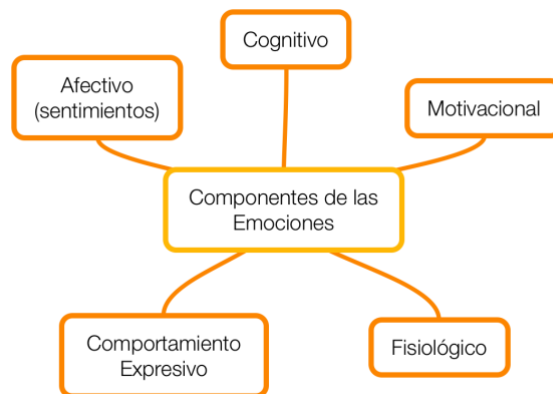 Cognitivo
Afectivo
(sentimientos)
Motivacional
Componentes de las
Emociones
Comportamiento
Expresivo
Fisiológico